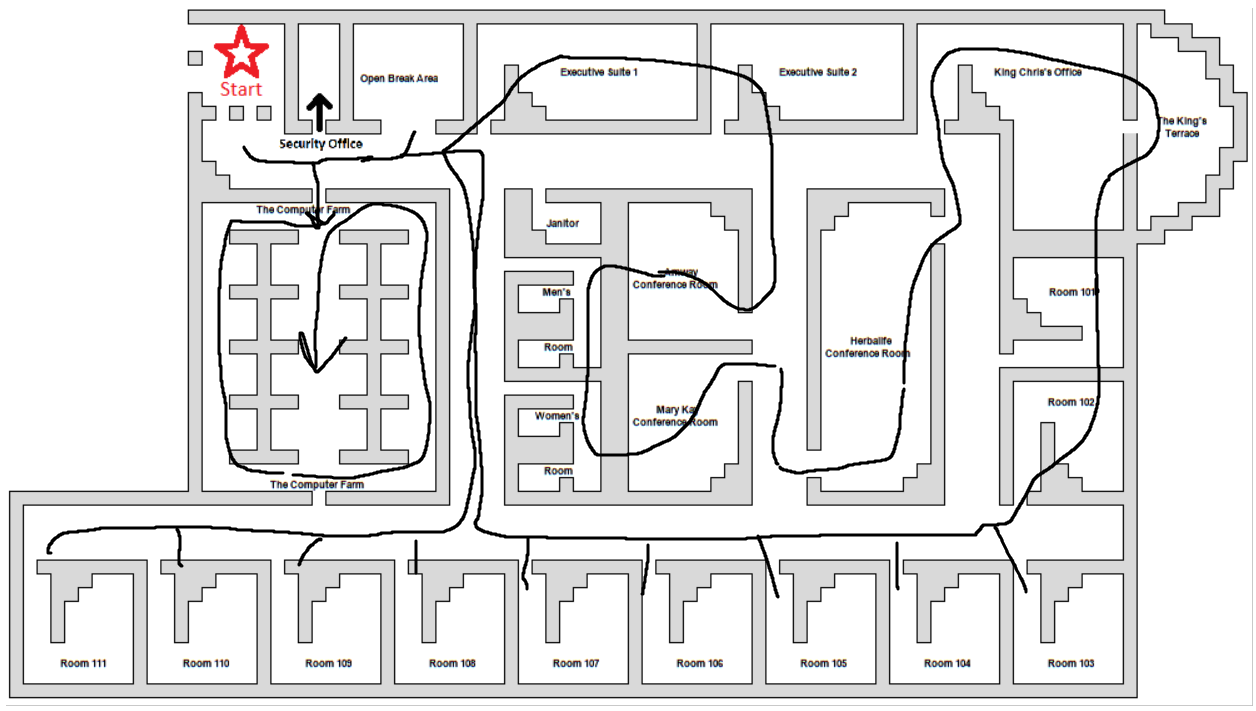 Start
Open Break Area
Executive Suite 1
Executive Suite 2
King Chris's Office
The King's
Terrace
Security Office
The Computer Farm
Janitor
Amway
Conference Room
Men's
Room
Women's
Room
Mary Kay
Conference Room
Herbalife
Conference Room
Room 101
Room 102
The Computer Farm
Room 111
Room 110
Room 109
Room 108
Room 107
Room 106
Room 105
Room 104
Room 103